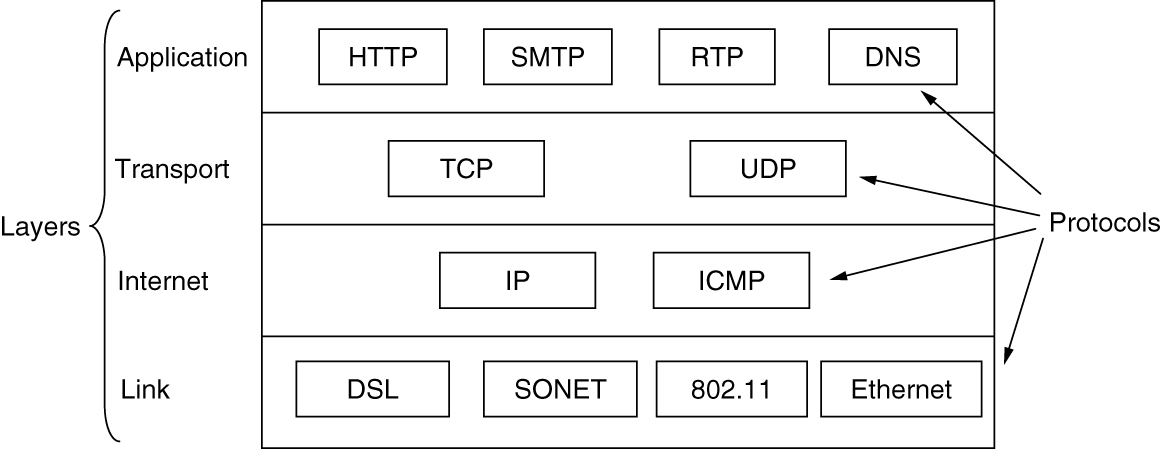 Layers
Application
HTTP
SMTP
RTP
DNS
Transport
TCP
UDP
Internet
IP
ICMP
Link
DSL
SONET
802.11
Ethernet
Protocols